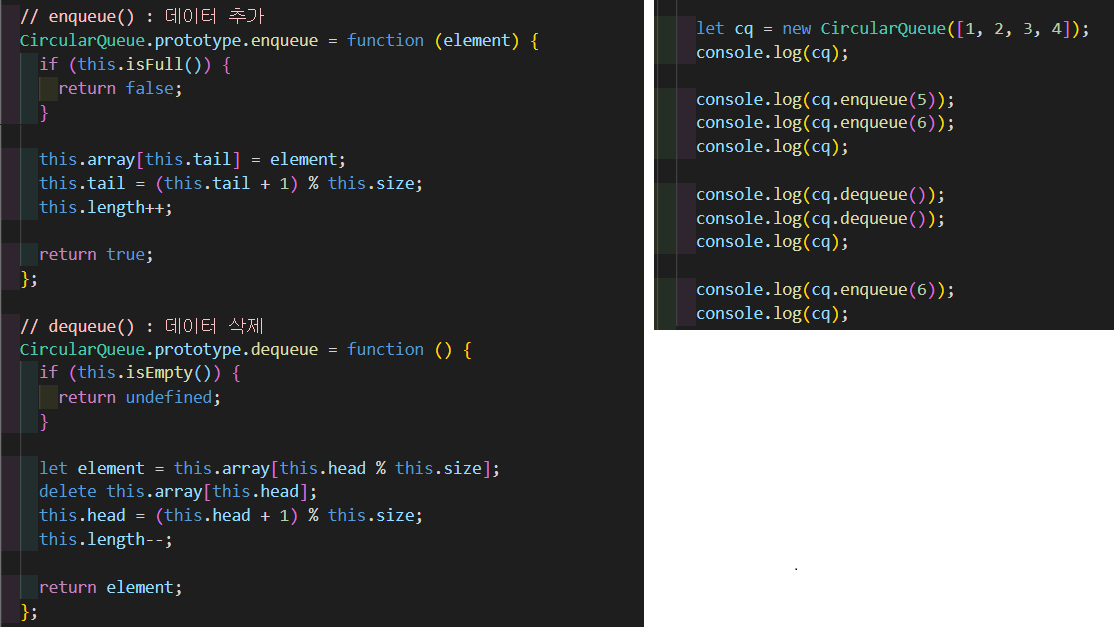 // enqueue() : 데이터 추가
CircularQueue.prototype.enqueue = function (element) {
  if (this.isFull()) {
    return false;
  }

  this.array[this.tail] = element;
  this.tail = (this.tail + 1) % this.size;
  this.length++;

  return true;
};

// dequeue() : 데이터 삭제
CircularQueue.prototype.dequeue = function () {
  if (this.isEmpty()) {
    return undefined;
  }

  let element = this.array[this.head % this.size];
  delete this.array[this.head];
  this.head = (this.head + 1) % this.size;
  this.length--;

  return element;
};

let cq = new CircularQueue([1, 2, 3, 4]);
console.log(cq);

console.log(cq.enqueue(5));
console.log(cq.enqueue(6));
console.log(cq);

console.log(cq.dequeue());
console.log(cq.dequeue());
console.log(cq);

console.log(cq.enqueue(6));
console.log(cq);